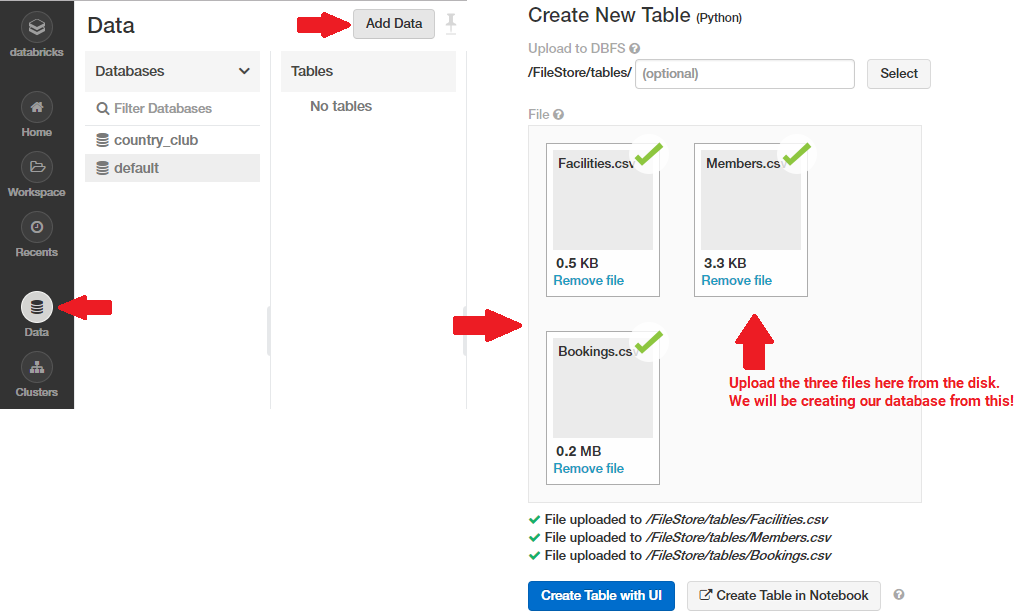 databricks
Home
Workspace
Recents
Data
Clusters
Data
Add Data
Databases
Filter Databases
country_club
default
Tables
No tables
Create New Table (Python)
Upload to DBFS ?
/FileStore/tables/ (optional) Select
File ?
Facilities.csv
0.5 KB
Remove file
Members.cs
3.3 KB
Remove file
Bookings.cs
0.2 MB
Remove file
Upload the three files here from the disk.
We will be creating our database from this!
File uploaded to /FileStore/tables/Facilities.csv
File uploaded to /FileStore/tables/Members.csv
File uploaded to /FileStore/tables/Bookings.csv
Create Table with UI
Create Table in Notebook ?